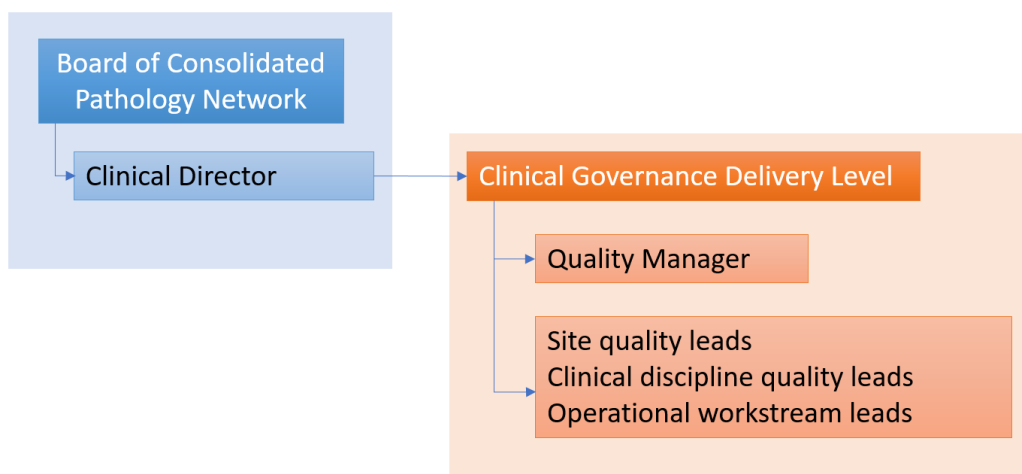 Board of Consolidated
Pathology Network
Clinical Director
Clinical Governance Delivery Level
Quality Manager
Site quality leads
Clinical discipline quality leads
Operational workstream leads